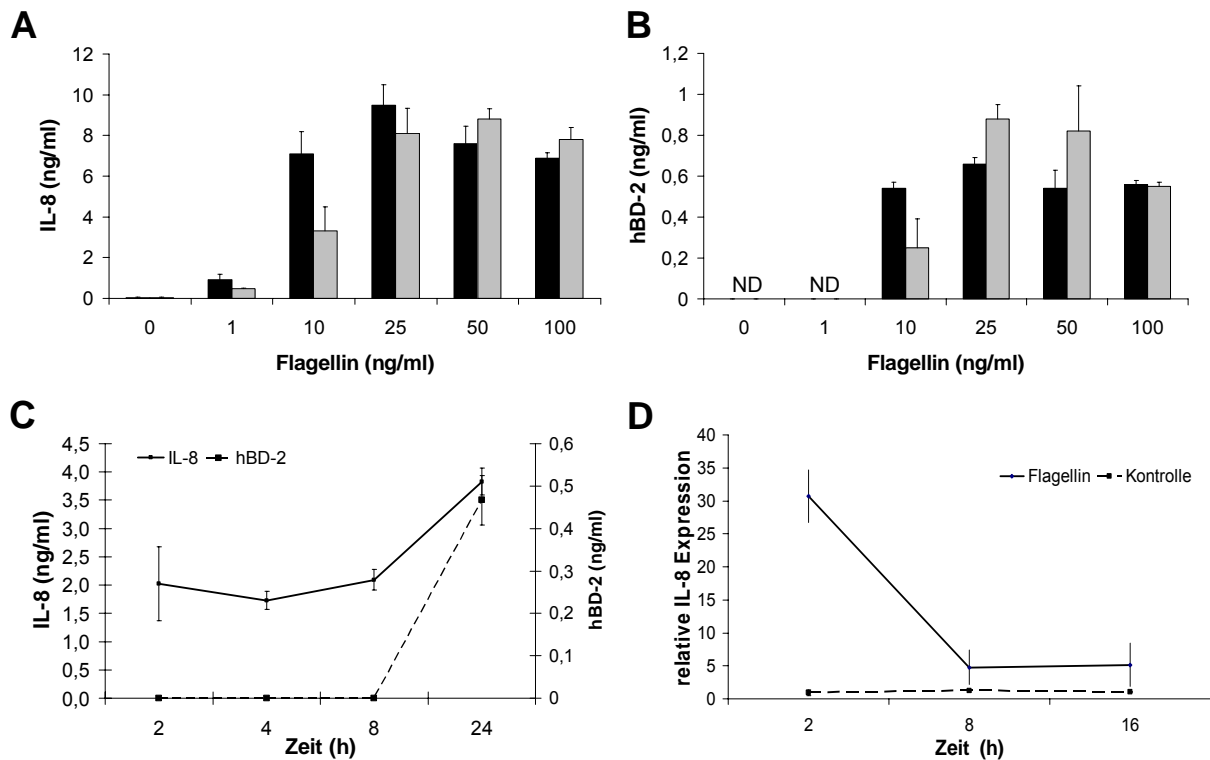 A
IL-8 (ng/ml)
12
10
8
6
4
2
0
0 1 10 25 50 100
Flagellin (ng/ml)
B
hBD-2 (ng/ml)
1,2
1
0,8
0,6
0,4
0,2
0
ND ND
0 1 10 25 50 100
Flagellin (ng/ml)
C
IL-8 (ng/ml)
4,5
4,0
3,5
3,0
2,5
2,0
1,5
1,0
0,5
0,0
IL-8 hBD-2
0,6
0,5
0,4
0,3
0,2
0,1
0
hBD-2 (ng/ml)
2 4 8 24
Zeit (h)
D
relative IL-8 Expression
40
35
30
25
20
15
10
5
0
Flagellin Kontrolle
2 8 16
Zeit (h)